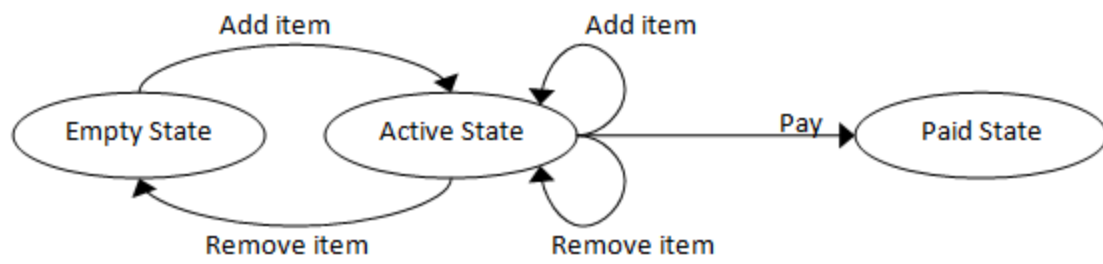 Add item
Add item
Empty State
Active State
Pay
Paid State
Remove item
Remove item